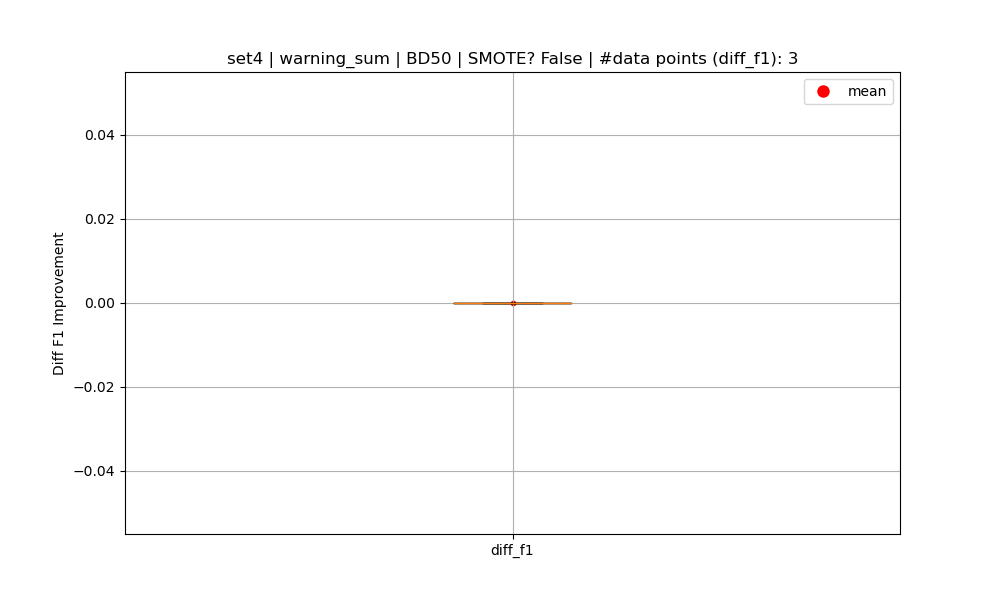 set4 | warning_sum | BD50 | SMOTE? False | #data points (diff_f1): 3
mean
0.04
0.02
0.00
−0.02
−0.04
Diff F1 Improvement
diff_f1